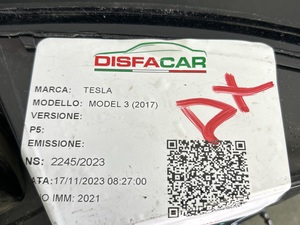 DISFACAR
MARCA: TESLA
MODELLO: MODEL 3 (2017)
VERSIONE:
P5:
EMISSIONE:
NS: 2245/2023
ATA:17/11/2023 08:27:00
O IMM: 2021